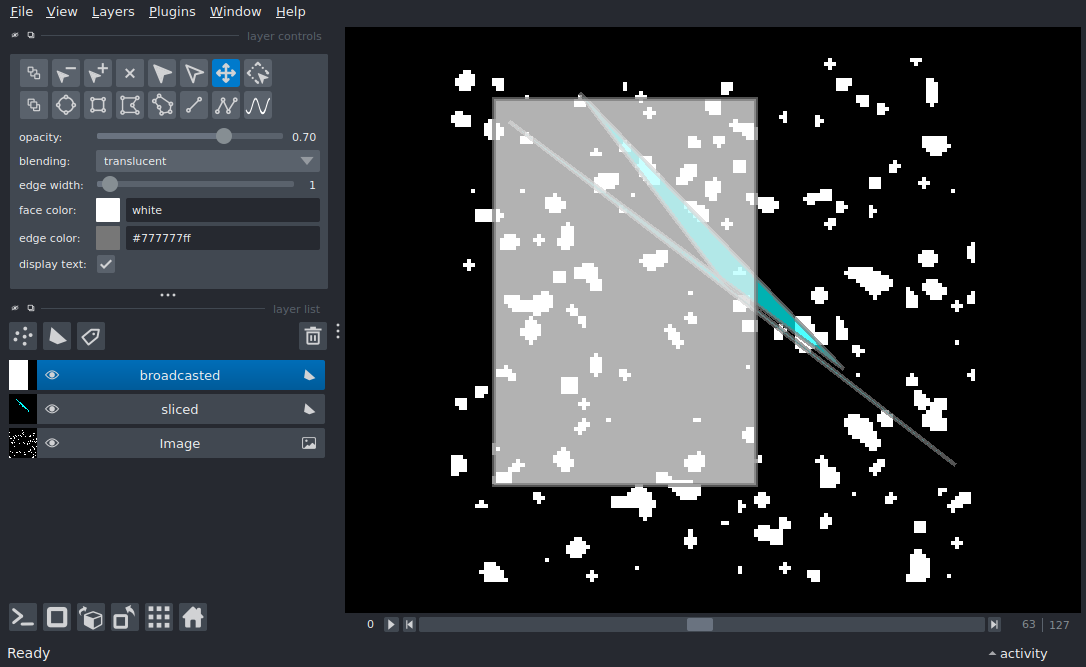 File View Layers Plugins Window Help
layer controls
opacity: 0.70
blending: translucent
edge width: 1
face color: white
edge color: #777777ff
display text:
layer list
broadcasted
sliced
Image
0 63 127
Ready activity